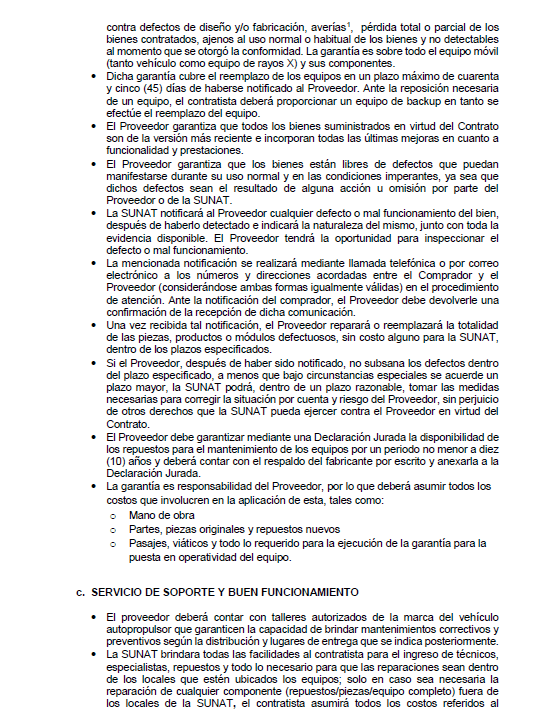 contra defectos de diseño y/o fabricación, averías¹, pérdida total o parcial de los
bienes contratados, ajenos al uso normal o habitual de los bienes y no detectables
al momento que se otorgó la conformidad. La garantía es sobre todo el equipo móvil
(tanto vehículo como equipo de rayos X) y sus componentes.
• Dicha garantía cubre el reemplazo de los equipos en un plazo máximo de cuarenta
y cinco (45) días de haberse notificado al Proveedor. Ante la reposición necesaria
de un equipo, el contratista deberá proporcionar un equipo de backup en tanto se
efectúe el reemplazo del equipo.
• El Proveedor garantiza que todos los bienes suministrados en virtud del Contrato
son de la versión más reciente e incorporan todas las últimas mejoras en cuanto a
funcionalidad y prestaciones.
• El Proveedor garantiza que los bienes están libres de defectos que puedan
manifestarse durante su uso normal y en las condiciones imperantes, ya sea que
dichos defectos sean el resultado de alguna acción u omisión por parte del
Proveedor o de la SUNAT.
• La SUNAT notificará al Proveedor cualquier defecto o mal funcionamiento del bien,
después de haberlo detectado e indicará la naturaleza del mismo, junto con toda la
evidencia disponible. El Proveedor tendrá la oportunidad para inspeccionar el
defecto o mal funcionamiento.
• La mencionada notificación se realizará mediante llamada telefónica o por correo
electrónico a los números y direcciones acordadas entre el Comprador y el
Proveedor (considerándose ambas formas igualmente válidas) en el procedimiento
de atención. Ante la notificación del comprador, el Proveedor debe devolverle una
confirmación de la recepción de dicha comunicación.
• Una vez recibida tal notificación, el Proveedor reparará o reemplazará la totalidad
de las piezas, productos o módulos defectuosos, sin costo alguno para la SUNAT,
dentro de los plazos especificados.
• Si el Proveedor, después de haber sido notificado, no subsana los defectos dentro
del plazo especificado, a menos que bajo circunstancias especiales se acuerde un
plazo mayor, la SUNAT podrá, dentro de un plazo razonable, tomar las medidas
necesarias para corregir la situación por cuenta y riesgo del Proveedor, sin perjuicio
de otros derechos que la SUNAT pueda ejercer contra el Proveedor en virtud del
Contrato.
• El Proveedor debe garantizar mediante una Declaración Jurada la disponibilidad de
los repuestos para el mantenimiento de los equipos por un periodo no menor a diez
(10) años y deberá contar con el respaldo del fabricante por escrito y anexarla a la
Declaración Jurada.
• La garantía es responsabilidad del Proveedor, por lo que deberá asumir todos los
costos que involucren en la aplicación de esta, tales como:
o Mano de obra
o Partes, piezas originales y repuestos nuevos
o Pasajes, viáticos y todo lo requerido para la ejecución de la garantía para la
puesta en operatividad del equipo.
c. SERVICIO DE SOPORTE Y BUEN FUNCIONAMIENTO
• El proveedor deberá contar con talleres autorizados de la marca del vehículo
autopropulsor que garanticen la capacidad de brindar mantenimientos correctivos y
preventivos según la distribución y lugares de entrega que se indica posteriormente.
• La SUNAT brindara todas las facilidades al contratista para el ingreso de técnicos,
especialistas, repuestos y todo lo necesario para que las reparaciones sean dentro
de los locales que estén ubicados los equipos; solo en caso sea necesaria la
reparación de cualquier componente (repuestos/piezas/equipo completo) fuera de
los locales de la SUNAT, el contratista asumirá todos los costos referidos al